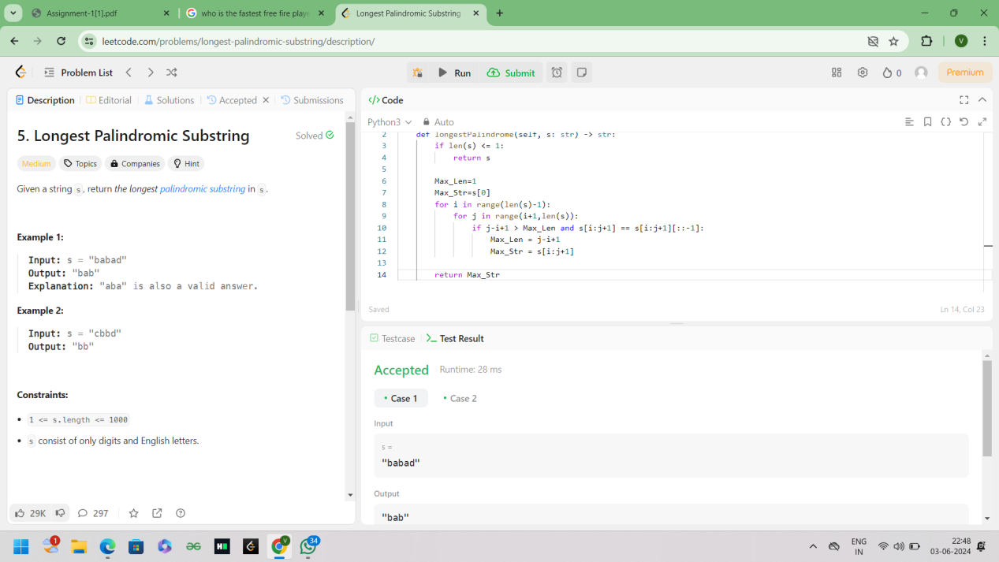 Assignment-1[1].pdf
who is the fastest free fire playe
Longest Palindromic Substring
leetcode.com/problems/longest-palindromic-substring/description/
V
Problem List
Run
Submit
0
Premium
Description
Editorial
Solutions
Accepted
Submissions
5. Longest Palindromic Substring
Solved
Medium
Topics
Companies
Hint
Given a string s, return the longest palindromic substring in s.
Example 1:
Input: s = "babad"
Output: "bab"
Explanation: "aba" is also a valid answer.
Example 2:
Input: s = "cbbd"
Output: "bb"
Constraints:
1 <= s.length <= 1000
s consist of only digits and English letters.
29K
297
</>Code
Python3
Auto
2 def longestPalindrome(self, s: str) -> str:
3 if len(s) <= 1:
4 return s
5
6 Max_Len=1
7 Max_Str=s[0]
8 for i in range(len(s)-1):
9 for j in range(i+1,len(s)):
10 if j-i+1 > Max_Len and s[i:j+1] == s[i:j+1][::-1]:
11 Max_Len = j-i+1
12 Max_Str = s[i:j+1]
13
14 return Max_Str
Saved
Ln 14, Col 23
Testcase
Test Result
Accepted
Runtime: 28 ms
Case 1
Case 2
Input
s =
"babad"
Output
"bab"
1
V
34
ENG
IN
22:48
03-06-2024